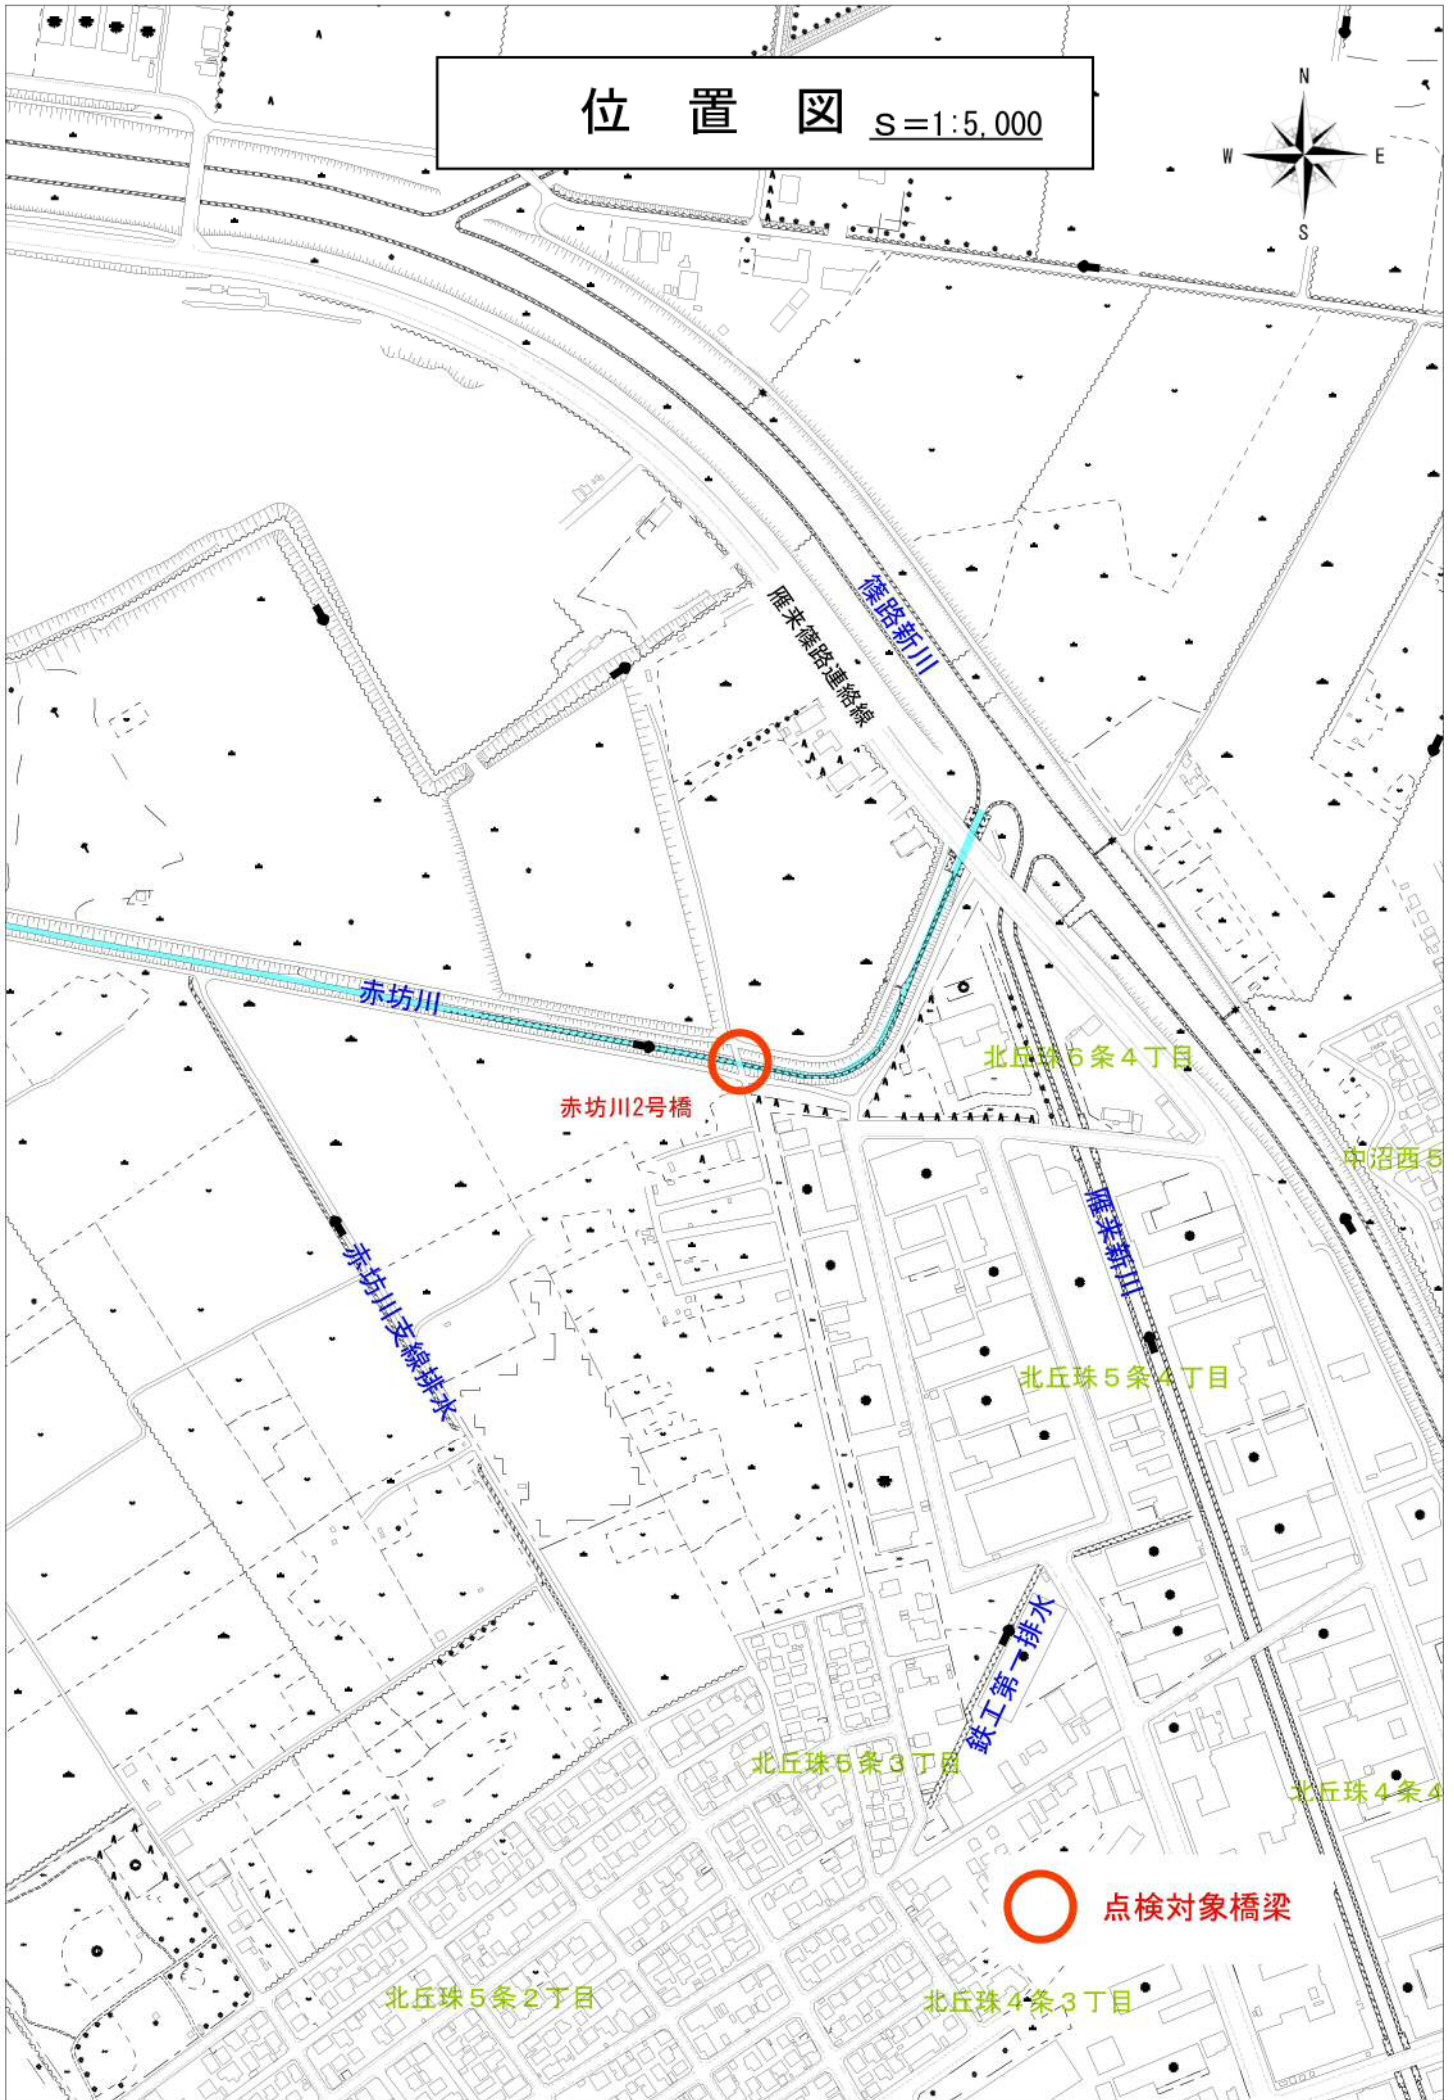 位置図 S=1:5,000
N
W E
S
篠路新川
雁来篠路連絡線
赤坊川
北丘珠6条4丁目
赤坊川2号橋
中沼西5
雁来新川
赤坊川支線排水
北丘珠5条4丁目
鉄工第一排水
北丘珠5条3丁目
北丘珠4条4
点検対象橋梁
北丘珠5条2丁目
北丘珠4条3丁目